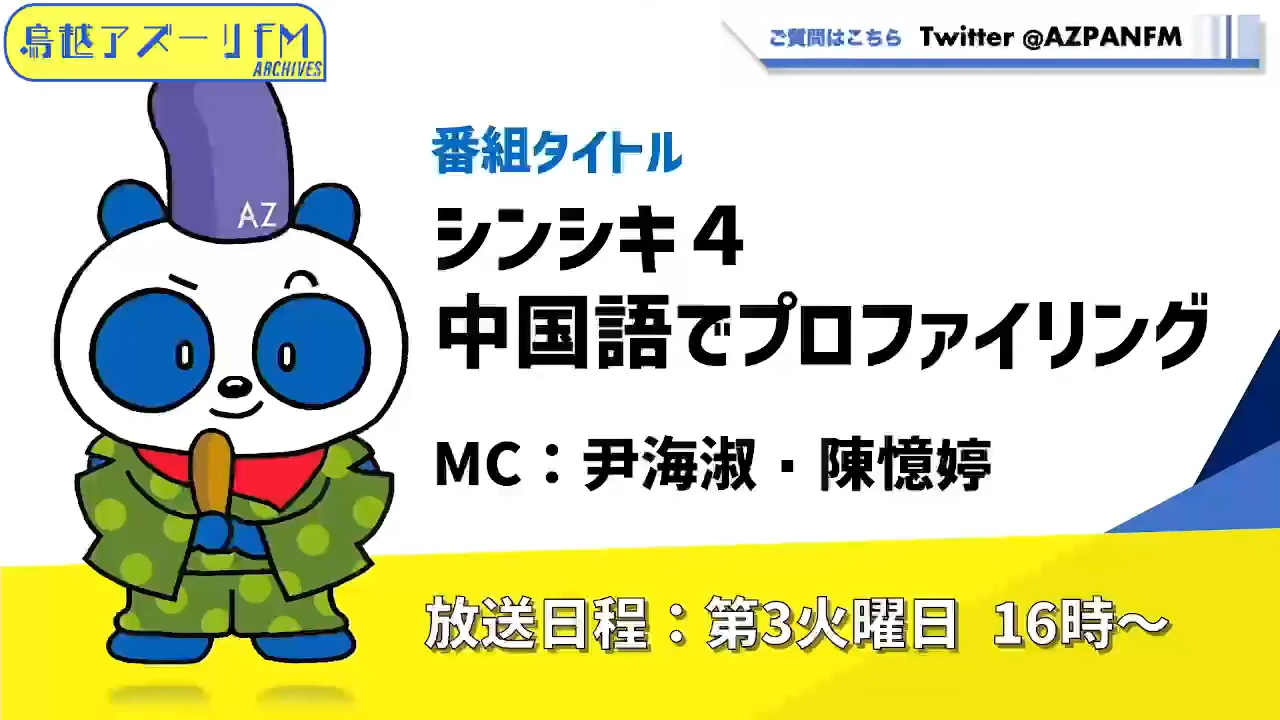 鳥越アズーリFM
ARCHIVES
ご質問はこちら Twitter @AZPANFM
AZ
番組タイトル
シンシキ４
中国語でプロファイリング
MC：尹海淑・陳憶婷
放送日程：第3火曜日 16時～